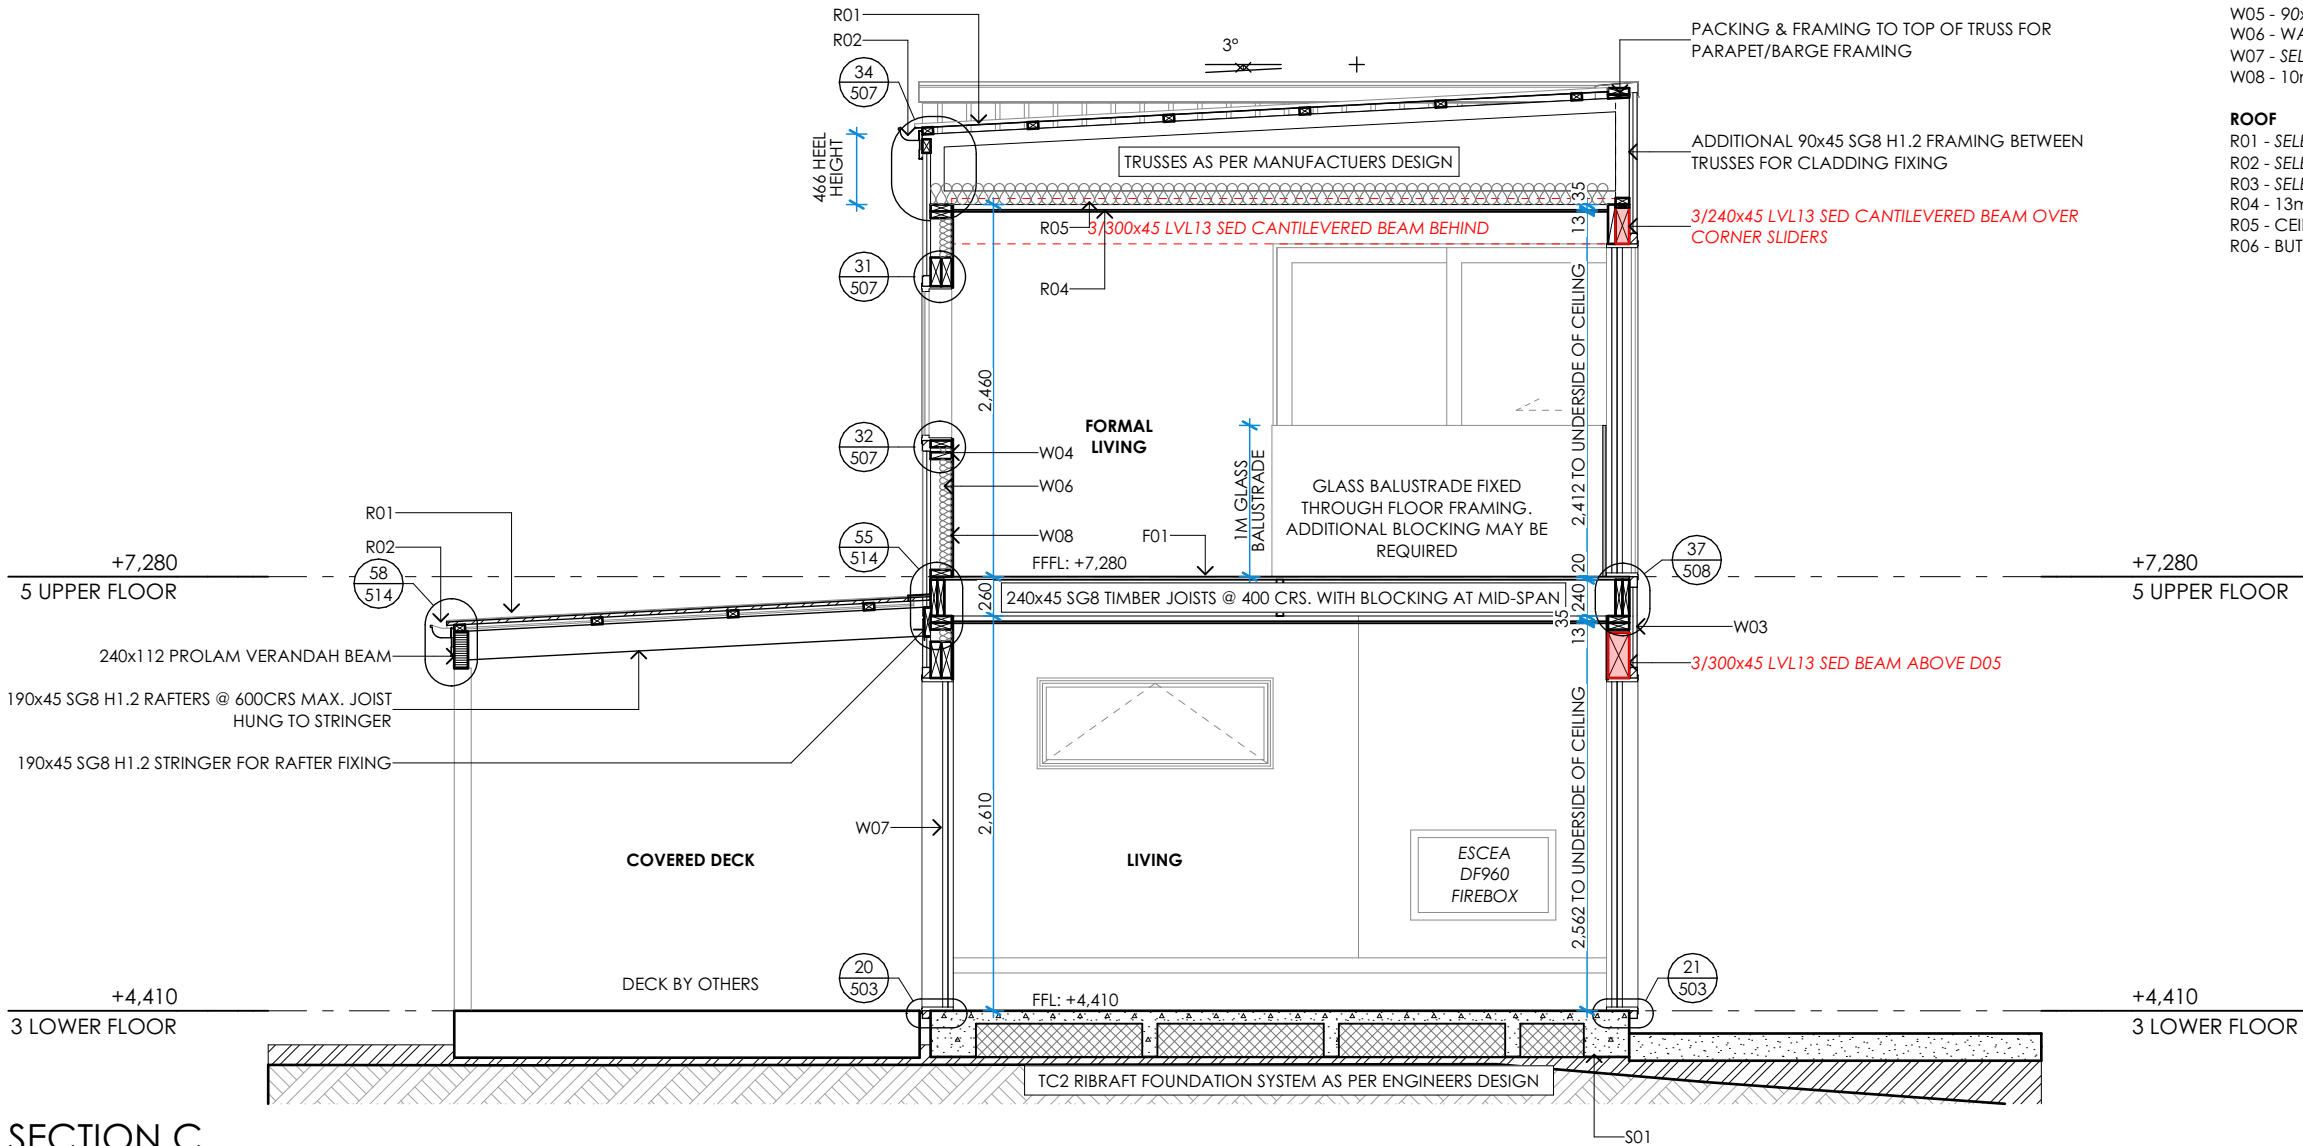 R01
R02
34
507
3°
PACKING & FRAMING TO TOP OF TRUSS FOR
PARAPET/BARGE FRAMING
W05 - 90x
W06 - WA
W07 - SEL
W08 - 10m
ROOF
R01 - SELE
R02 - SELE
R03 - SELE
R04 - 13m
R05 - CEIL
R06 - BUT
466 HEEL
HEIGHT
TRUSSES AS PER MANUFACTUERS DESIGN
ADDITIONAL 90x45 SG8 H1.2 FRAMING BETWEEN
TRUSSES FOR CLADDING FIXING
35
13
R05
3/300x45 LVL13 SED CANTILEVERED BEAM BEHIND
3/240x45 LVL13 SED CANTILEVERED BEAM OVER
CORNER SLIDERS
31
507
R04
2,460
2,412 TO UNDERSIDE OF CEILING
32
507
FORMAL
LIVING
W04
W06
W08
1M GLASS
BALUSTRADE
GLASS BALUSTRADE FIXED
THROUGH FLOOR FRAMING.
ADDITIONAL BLOCKING MAY BE
REQUIRED
R01
R02
58
514
55
514
F01
FFFL: +7,280
37
508
+7,280
5 UPPER FLOOR
+7,280
5 UPPER FLOOR
260
240x45 SG8 TIMBER JOISTS @ 400 CRS. WITH BLOCKING AT MID-SPAN
20
240
35
13
W03
240x112 PROLAM VERANDAH BEAM
3/300x45 LVL13 SED BEAM ABOVE D05
190x45 SG8 H1.2 RAFTERS @ 600CRS MAX. JOIST
HUNG TO STRINGER
190x45 SG8 H1.2 STRINGER FOR RAFTER FIXING
2,610
2,562 TO UNDERSIDE OF CEILING
W07
COVERED DECK
LIVING
ESCEA
DF960
FIREBOX
DECK BY OTHERS
20
503
FFL: +4,410
21
503
+4,410
3 LOWER FLOOR
+4,410
3 LOWER FLOOR
TC2 RIBRAFT FOUNDATION SYSTEM AS PER ENGINEERS DESIGN
S01
SECTION C